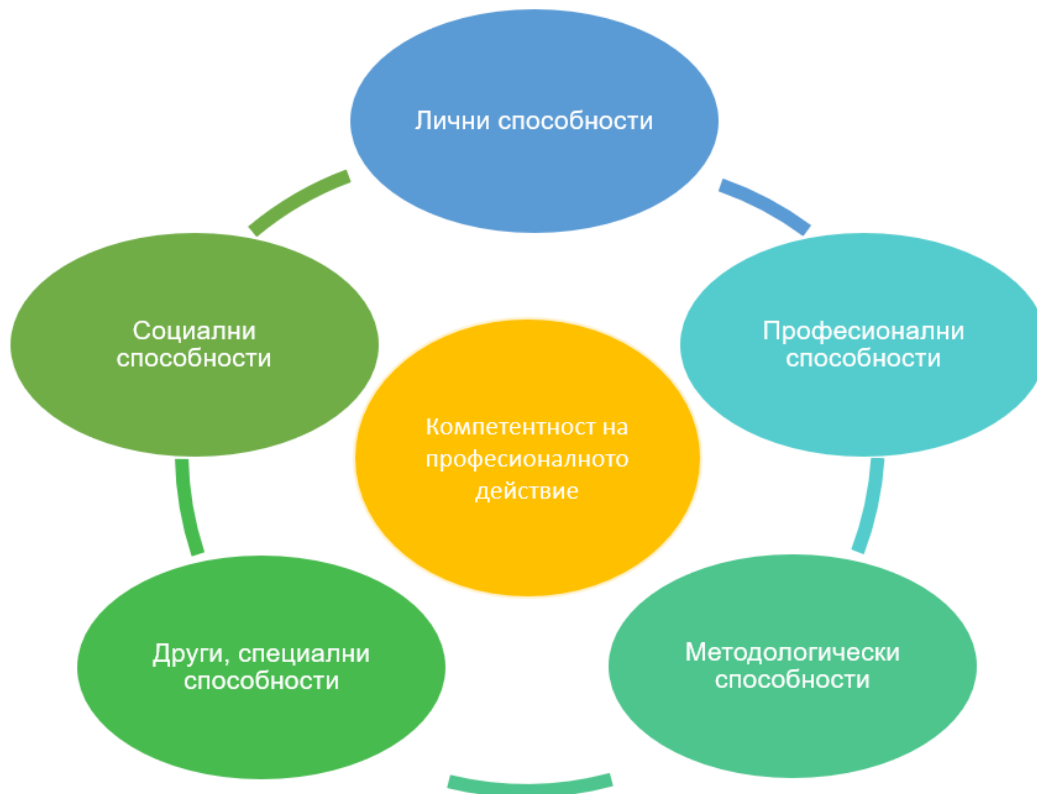 Лични способности
Социални
способности
Професионални
способности
Компетентност на
професионалното
действие
Други, специални
способности
Методологически
способности